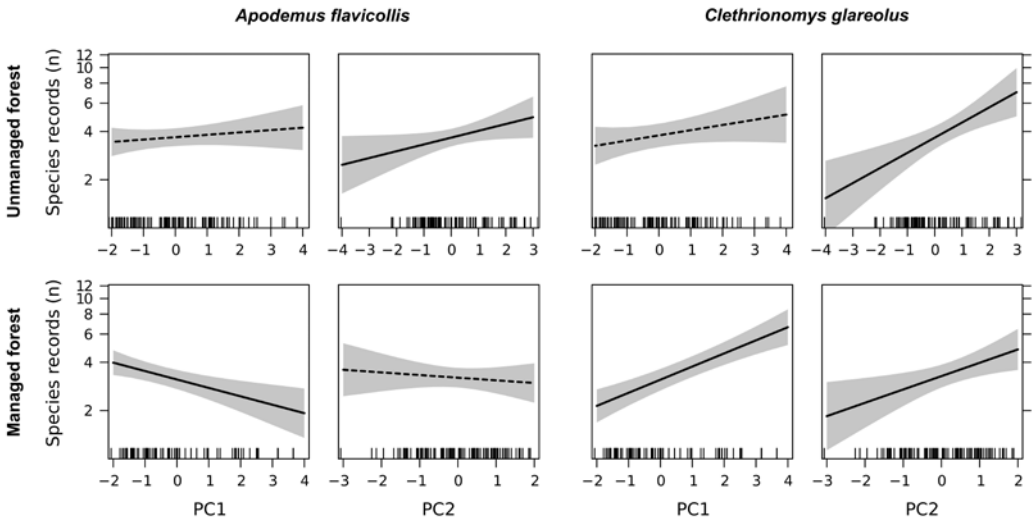 Apodemus flavicollis Clethrionomys glareolus
Unmanaged forest
Species records (n)
12
10
8
6
4
2
−2 −1 0 1 2 3 4
−4 −3 −2 −1 0 1 2 3
−2 −1 0 1 2 3 4
−4 −3 −2 −1 0 1 2 3
Managed forest
Species records (n)
12
10
8
6
4
2
−2 −1 0 1 2 3 4
−3 −2 −1 0 1 2
−2 −1 0 1 2 3 4
−3 −2 −1 0 1 2
PC1 PC2 PC1 PC2